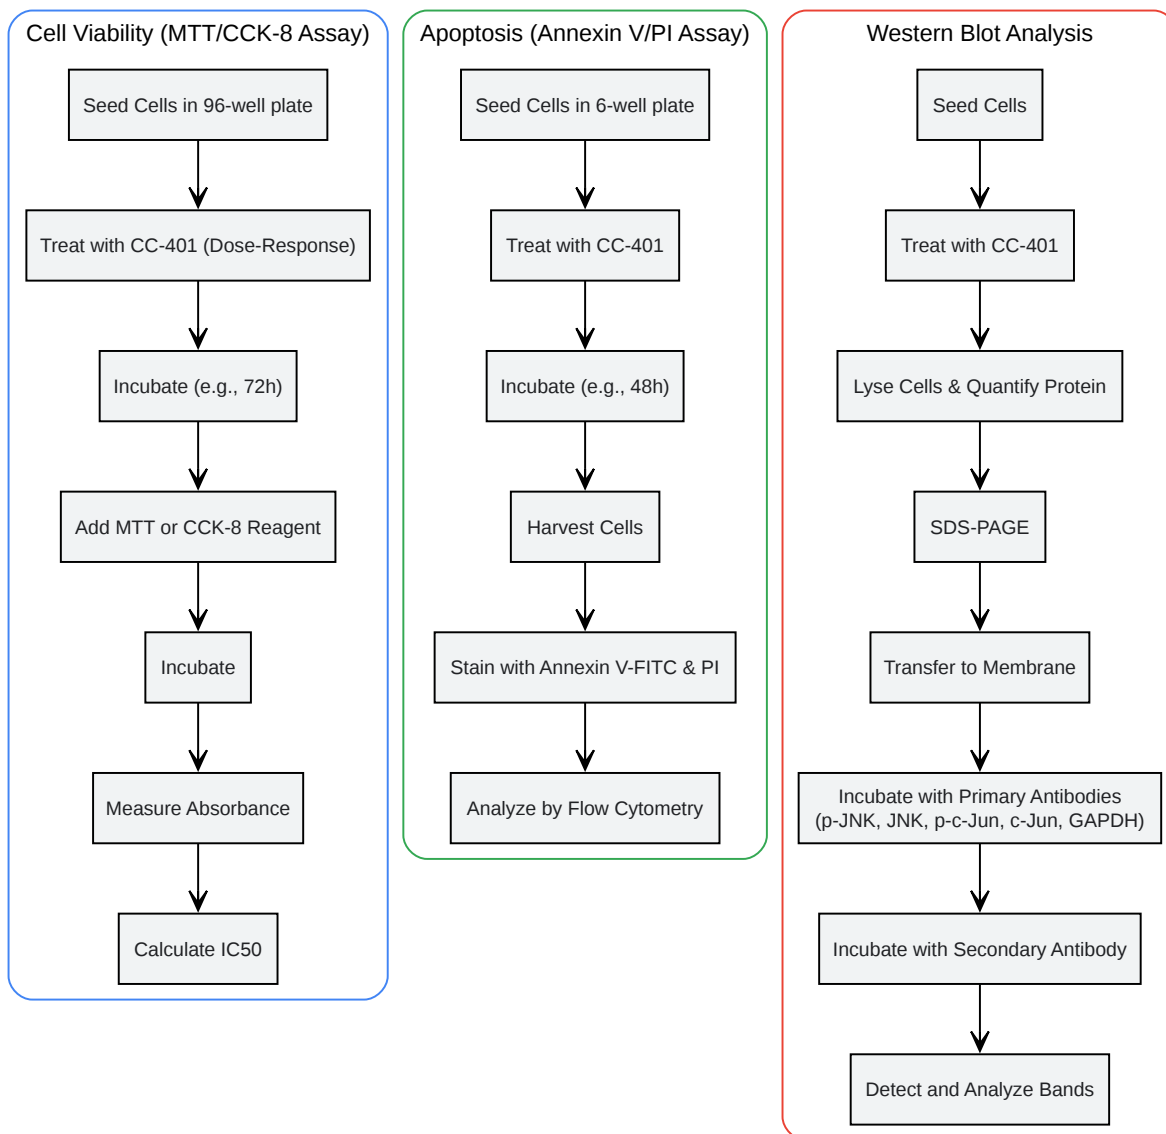 Cell Viability (MTT/CCK-8 Assay)
Seed Cells in 96-well plate
Treat with CC-401 (Dose-Response)
Incubate (e.g., 72h)
Add MTT or CCK-8 Reagent
Incubate
Measure Absorbance
Calculate IC50
Apoptosis (Annexin V/PI Assay)
Seed Cells in 6-well plate
Treat with CC-401
Incubate (e.g., 48h)
Harvest Cells
Stain with Annexin V-FITC & PI
Analyze by Flow Cytometry
Western Blot Analysis
Seed Cells
Treat with CC-401
Lyse Cells & Quantify Protein
SDS-PAGE
Transfer to Membrane
Incubate with Primary Antibodies
(p-JNK, JNK, p-c-Jun, c-Jun, GAPDH)
Incubate with Secondary Antibody
Detect and Analyze Bands